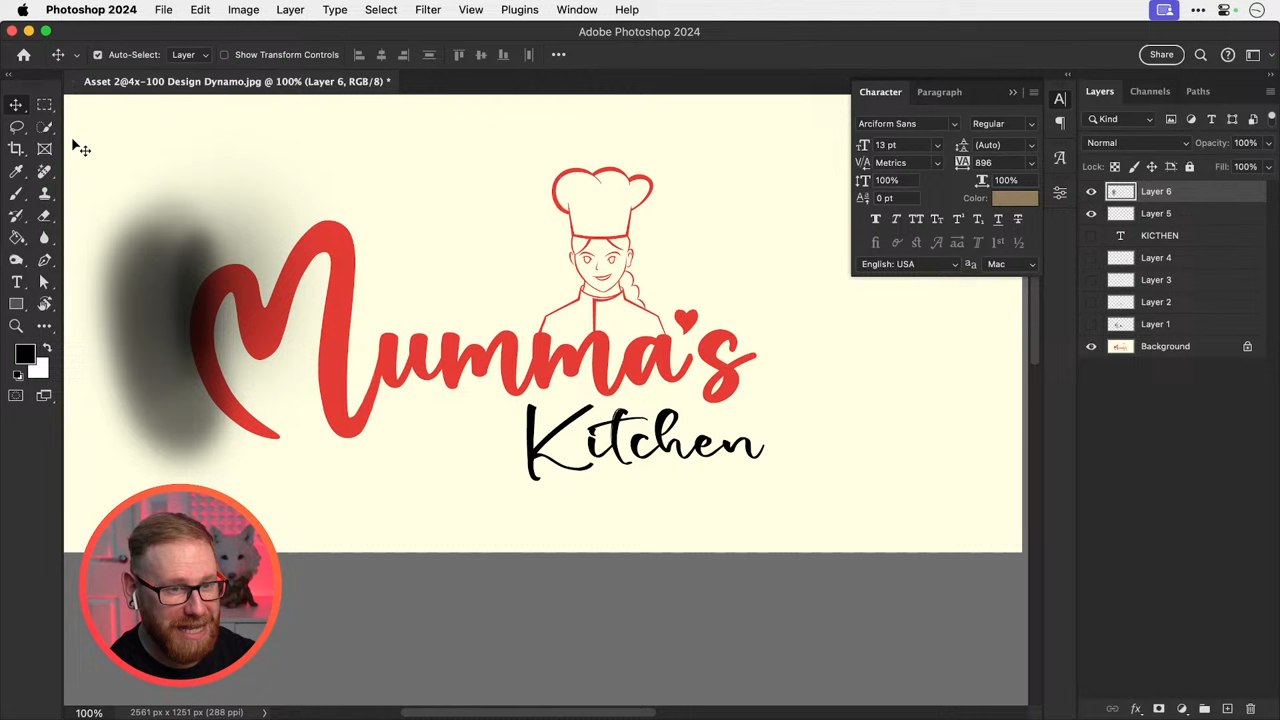 Photoshop 2024 File Edit Image Layer Type Select Filter View Plugins Window Help
Adobe Photoshop 2024
Auto-Select: Layer Show Transform Controls Share
Asset 2@4x-100 Design Dynamo.jpg @ 100% (Layer 6, RGB/8) *
Character Paragraph
Arciform Sans Regular
13 pt (Auto)
Metrics 896
100% 100%
0 pt Color:
English: USA Mac
Layers Channels Paths
Kind
Normal Opacity: 100%
Lock: Fill: 100%
Layer 6
Layer 5
KICTHEN
Layer 4
Layer 3
Layer 2
Layer 1
Background
Mumma's
Kitchen
100% 2561 px x 1251 px (288 ppi)